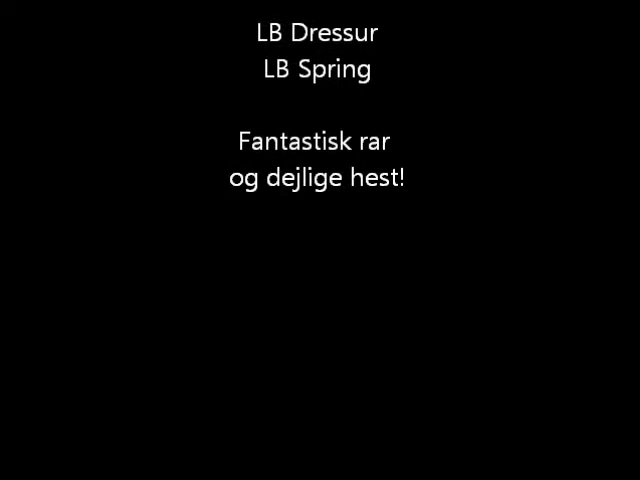 LB Dressur
LB Spring
Fantastisk rar
og dejlige hest!